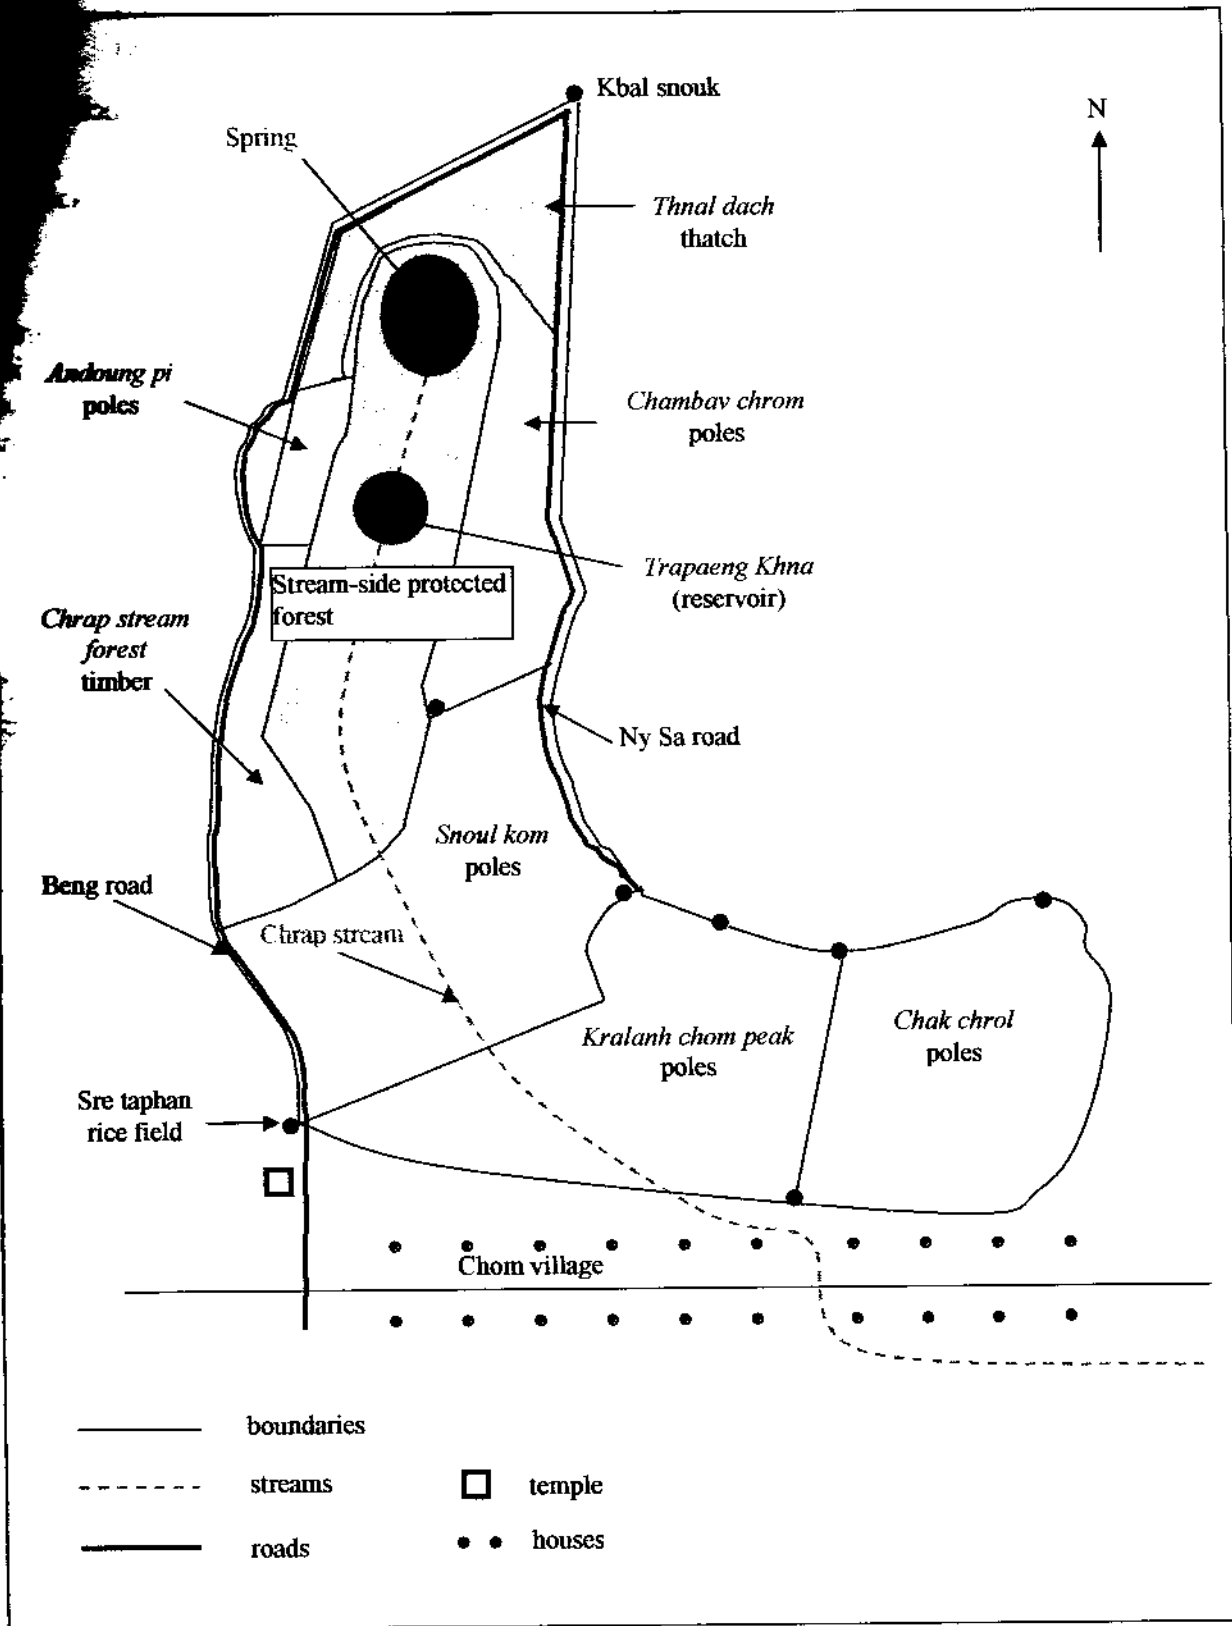 Kbal snouk
N
Spring
Thnal dach
thatch
Andoung pi
poles
Chambav chrom
poles
Trapaeng Khna
(reservoir)
Stream-side protected
forest
Chrap stream
forest
timber
Ny Sa road
Snoul kom
poles
Beng road
Chrap stream
Kralanh chom peak
poles
Chak chrol
poles
Sre taphan
rice field
Chom village
boundaries
streams
temple
roads
houses